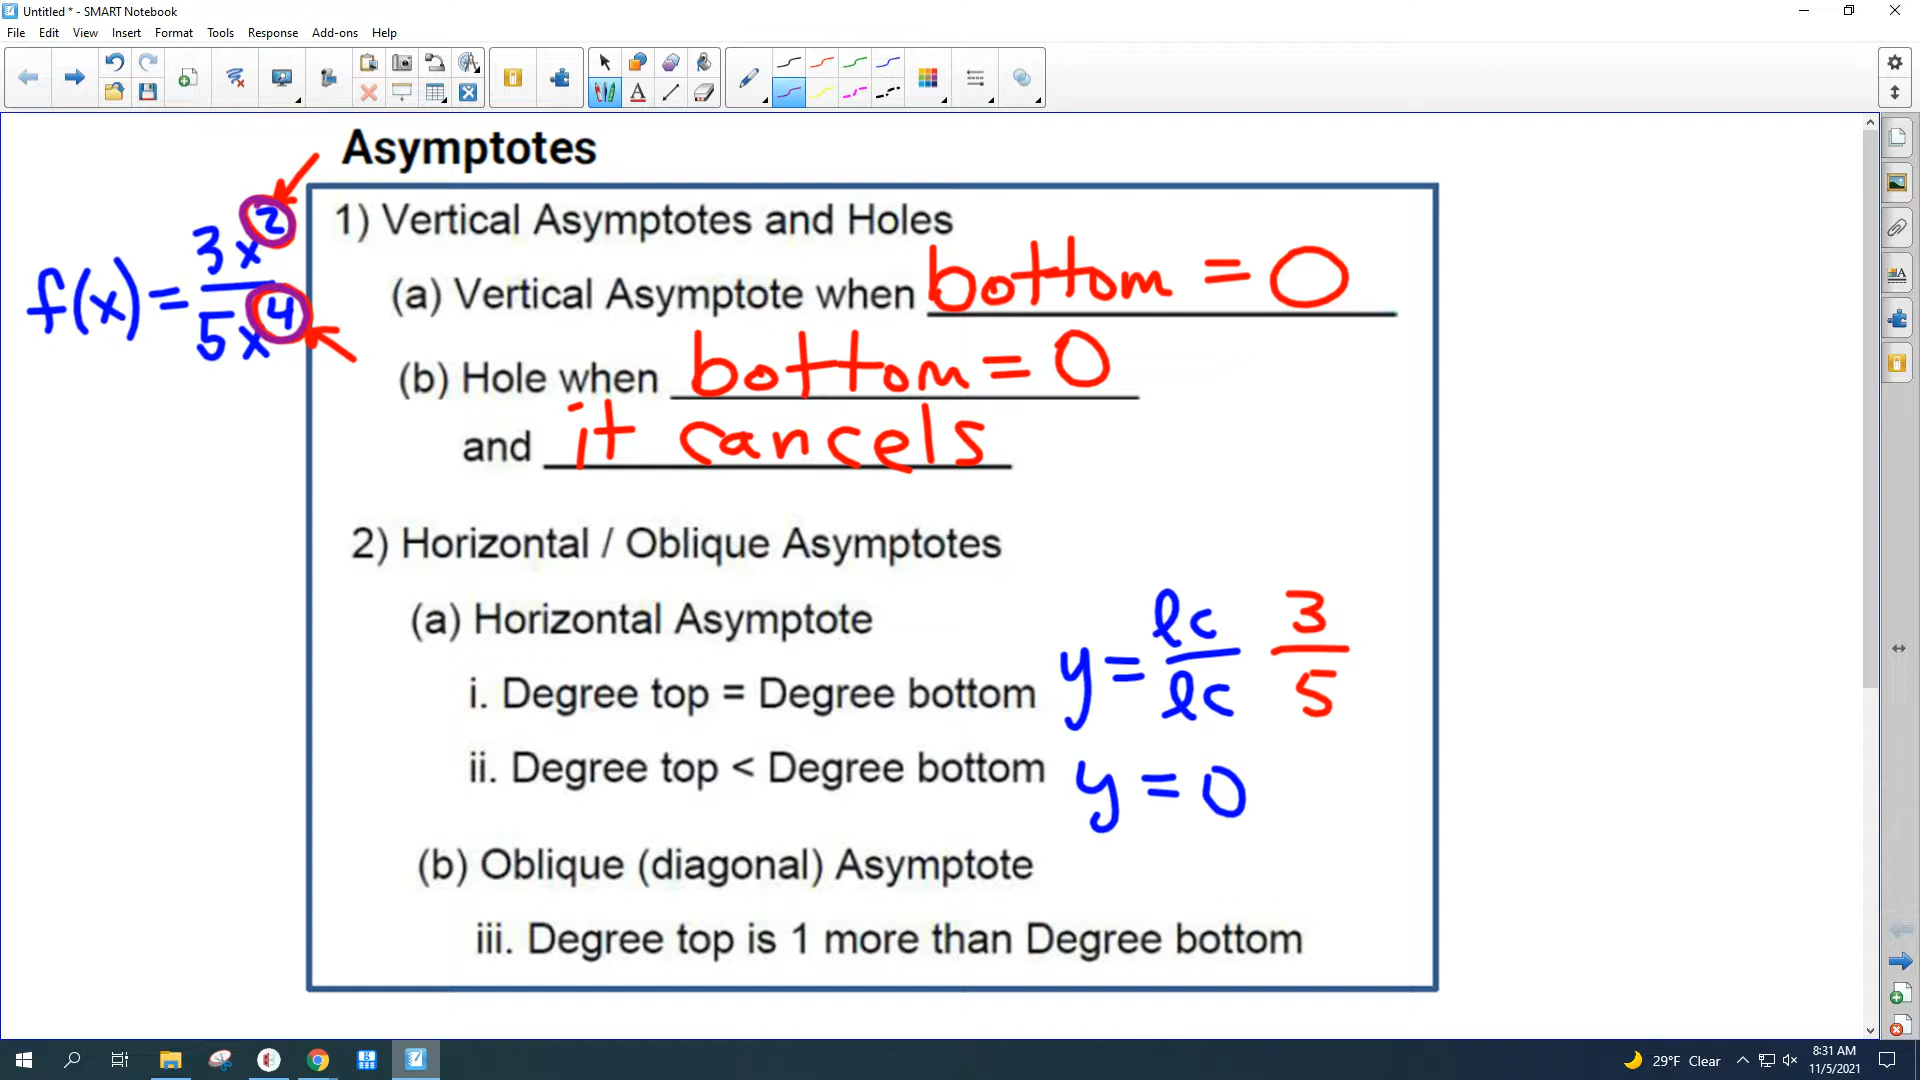 Untitled * - SMART Notebook
File Edit View Insert Format Tools Response Add-ons Help
Asymptotes
f(x) = 3x^2 / 5x^4
1) Vertical Asymptotes and Holes
(a) Vertical Asymptote when bottom = 0
(b) Hole when bottom = 0
and it cancels
2) Horizontal / Oblique Asymptotes
(a) Horizontal Asymptote
i. Degree top = Degree bottom y = lc/lc 3/5
ii. Degree top < Degree bottom y = 0
(b) Oblique (diagonal) Asymptote
iii. Degree top is 1 more than Degree bottom
29°F Clear
8:31 AM
11/5/2021